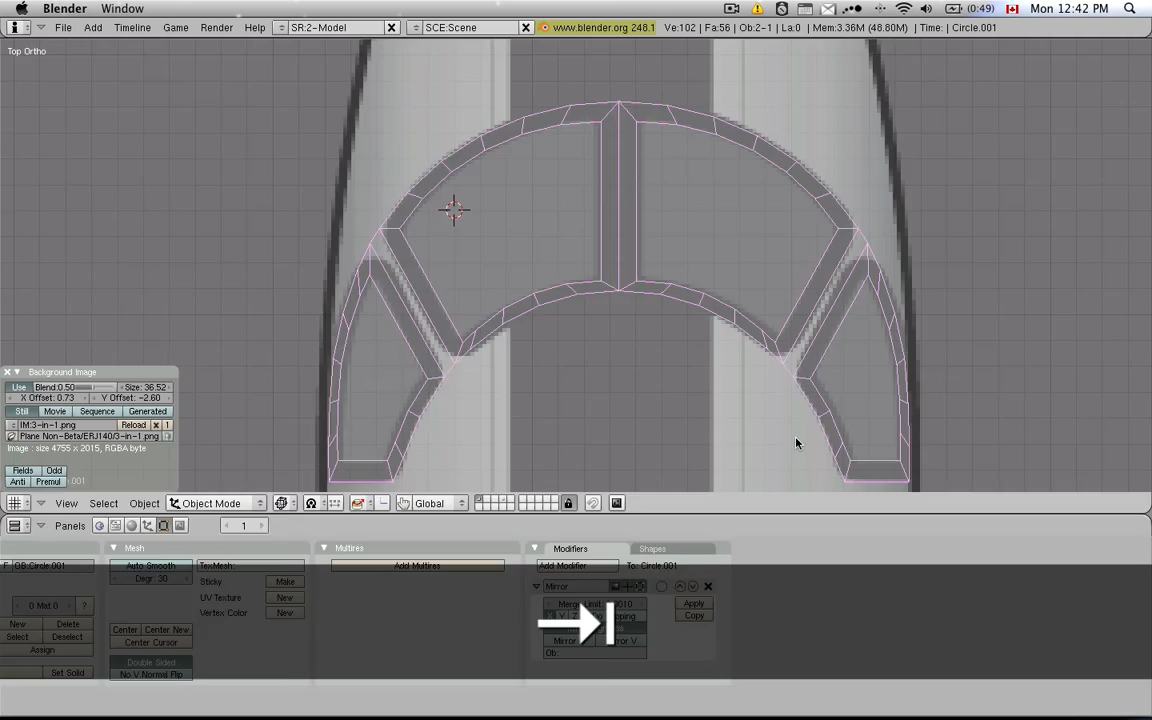 Blender Window (0:49) Mon 12:42 PM
File Add Timeline Game Render Help SR:2-Model SCE:Scene www.blender.org 248.1 Ve:102 | Fa:56 | Ob:2-1 | La:0 | Mem:3.36M (48.80M) | Time: | Circle.001
Top Ortho
Background Image
Use Blend:0.50 Size: 36.52
X Offset: 0.73 Y Offset: -2.60
Still Movie Sequence Generated
IM:3-in-1.png Reload x 1
Plane Non-Beta/ERJ140/3-in-1.png
Image : size 4755 x 2015, RGBA byte
Fields Odd
Anti Premul .001
View Select Object Object Mode Global
Panels 1
Mesh Multires Modifiers Shapes
F OB:Circle.001 Auto Smooth TexMesh: Add Multires Add Modifier To: Circle.001
Degr: 30 Sticky Make Mirror
0 Mat 0 ? UV Texture New Apply
New Delete Vertex Color New Copy
Select Deselect Center Center New
Assign Center Cursor Ob:
Double Sided
Set Solid No V.Normal Flip